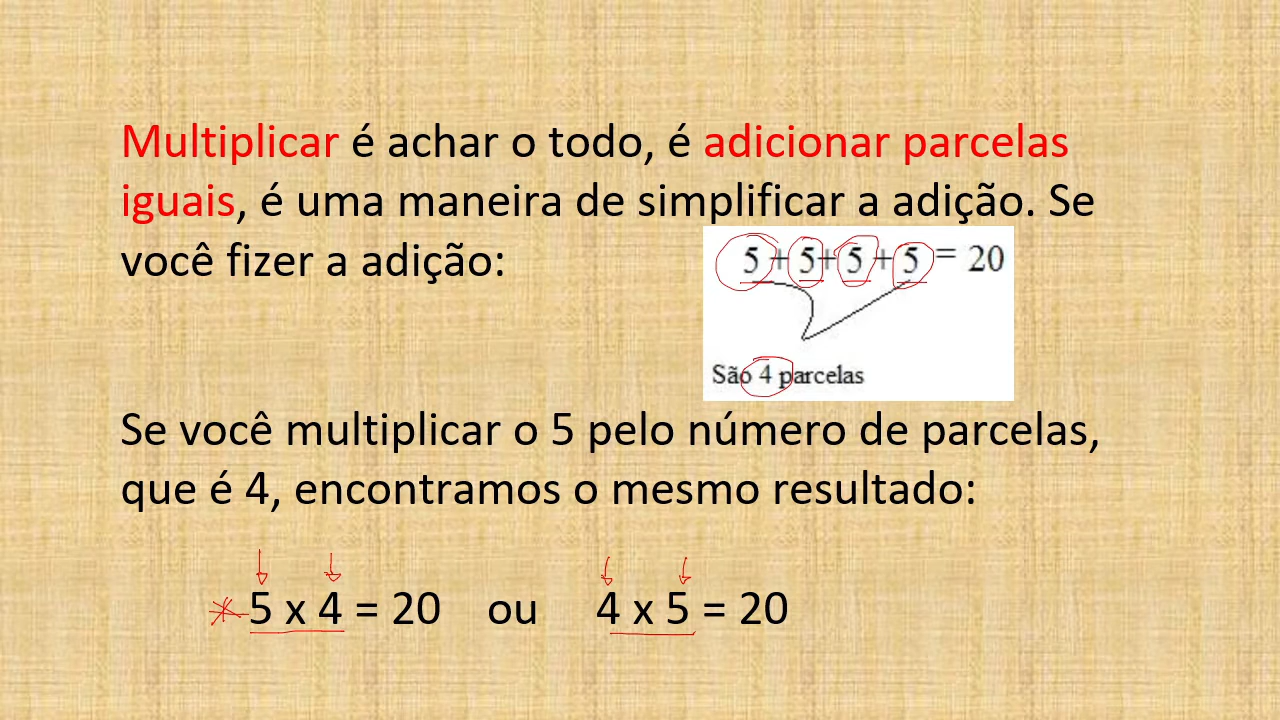 Multiplicar é achar o todo, é adicionar parcelas
iguais, é uma maneira de simplificar a adição. Se
você fizer a adição:
5 + 5 + 5 + 5 = 20
São 4 parcelas
Se você multiplicar o 5 pelo número de parcelas,
que é 4, encontramos o mesmo resultado:
5 x 4 = 20 ou 4 x 5 = 20